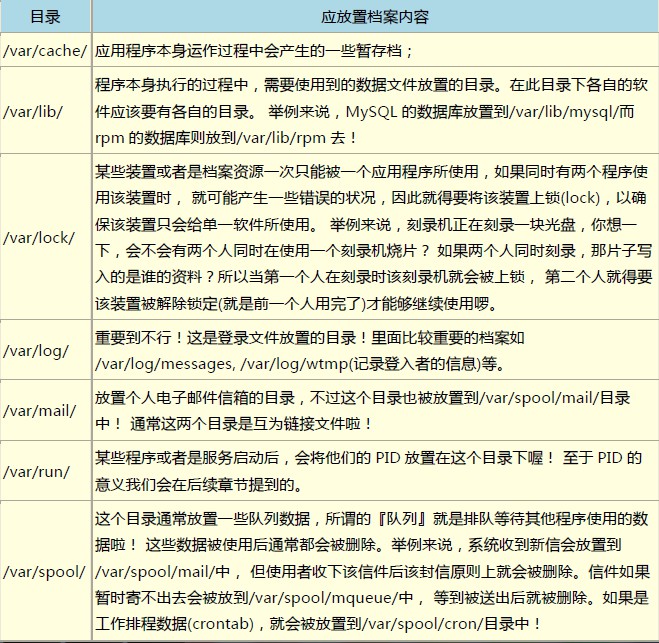 目录 应放置档案内容
/var/cache/ 应用程序本身运作过程中会产生的一些暂存档；
/var/lib/
程序本身执行的过程中，需要使用到的数据文件放置的目录。在此目录下各自的软
件应该要有各自的目录。 举例来说，MySQL 的数据库放置到/var/lib/mysql/而
rpm 的数据库则放到/var/lib/rpm 去！
/var/lock/
某些装置或者是档案资源一次只能被一个应用程序所使用，如果同时有两个程序使
用该装置时， 就可能产生一些错误的状况，因此就得要将该装置上锁(lock)，以确
保该装置只会给单一软件所使用。 举例来说，刻录机正在刻录一块光盘，你想一
下，会不会有两个人同时在使用一个刻录机烧片？ 如果两个人同时刻录，那片子写
入的是谁的资料？所以当第一个人在刻录时该刻录机就会被上锁， 第二个人就得要
该装置被解除锁定(就是前一个人用完了)才能够继续使用啰。
/var/log/
重要到不行！这是登录文件放置的目录！里面比较重要的档案如
/var/log/messages, /var/log/wtmp(记录登入者的信息)等。
/var/mail/
放置个人电子邮件信箱的目录，不过这个目录也被放置到/var/spool/mail/目录
中！ 通常这两个目录是互为链接文件啦！
/var/run/
某些程序或者是服务启动后，会将他们的 PID 放置在这个目录下喔！ 至于 PID 的
意义我们会在后续章节提到的。
/var/spool/
这个目录通常放置一些队列数据，所谓的『队列』就是排队等待其他程序使用的数
据啦！ 这些数据被使用后通常都会被删除。举例来说，系统收到新信会放置到
/var/spool/mail/中， 但使用者收下该信件后该封信原则上就会被删除。信件如果
暂时寄不出去会被放到/var/spool/mqueue/中， 等到被送出后就被删除。如果是
工作排程数据(crontab)，就会被放置到/var/spool/cron/目录中！